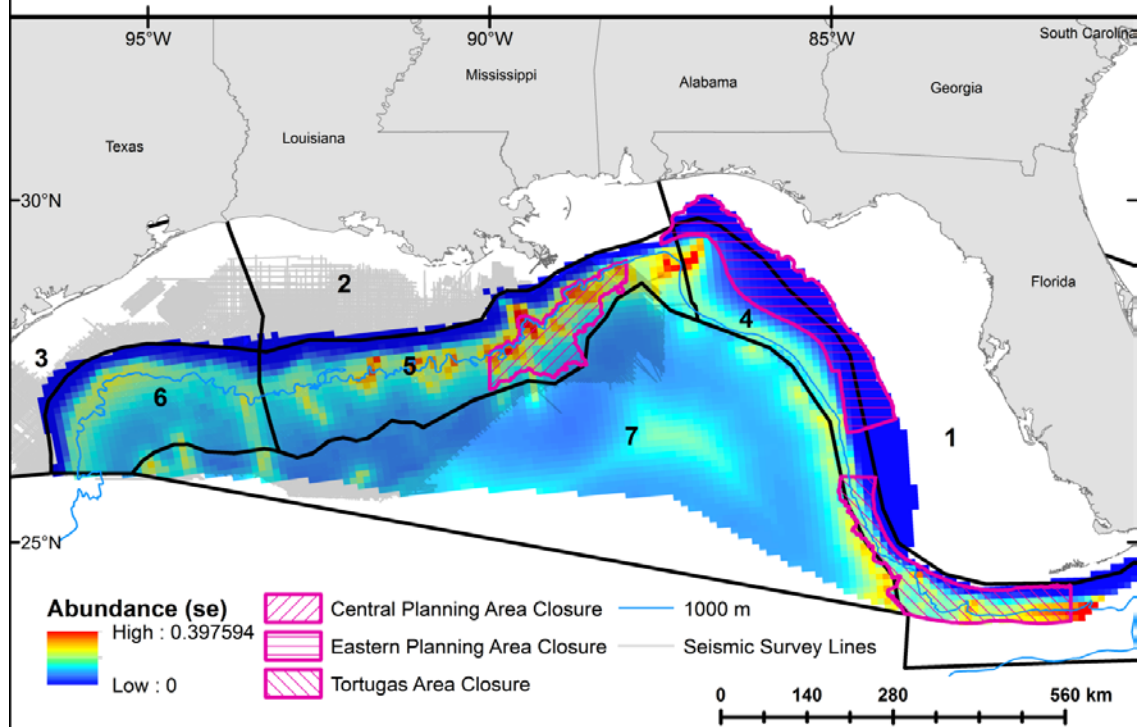 95°W
90°W
85°W
South Carolina
Mississippi
Alabama
Georgia
Texas
Louisiana
30°N
Florida
2
3
4
5
6
7
1
25°N
Abundance (se)
High : 0.397594
Low : 0
Central Planning Area Closure
Eastern Planning Area Closure
Tortugas Area Closure
1000 m
Seismic Survey Lines
0 140 280 560 km